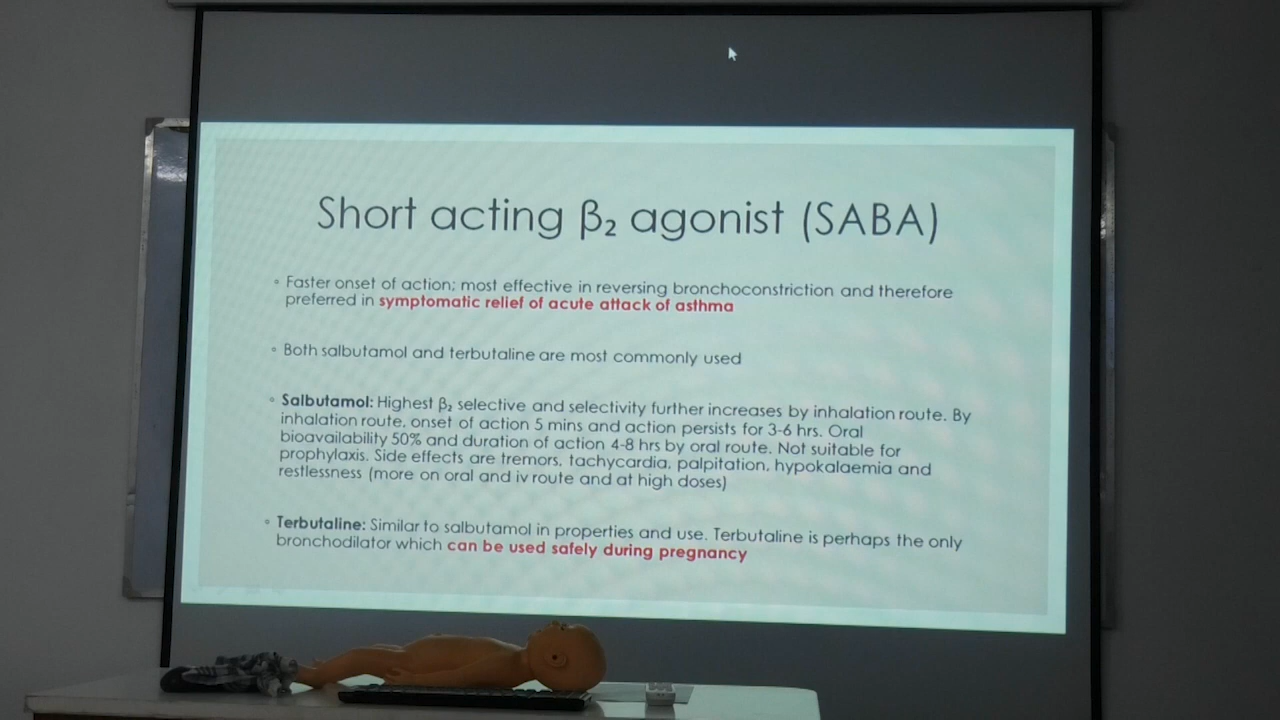 Short acting β₂ agonist (SABA)
◦ Faster onset of action; most effective in reversing bronchoconstriction and therefore
preferred in symptomatic relief of acute attack of asthma
◦ Both salbutamol and terbutaline are most commonly used
◦ Salbutamol: Highest β₂ selective and selectivity further increases by inhalation route. By
inhalation route, onset of action 5 mins and action persists for 3-6 hrs. Oral
bioavailability 50% and duration of action 4-8 hrs by oral route. Not suitable for
prophylaxis. Side effects are tremors, tachycardia, palpitation, hypokalaemia and
restlessness (more on oral and iv route and at high doses)
◦ Terbutaline: Similar to salbutamol in properties and use. Terbutaline is perhaps the only
bronchodilator which can be used safely during pregnancy